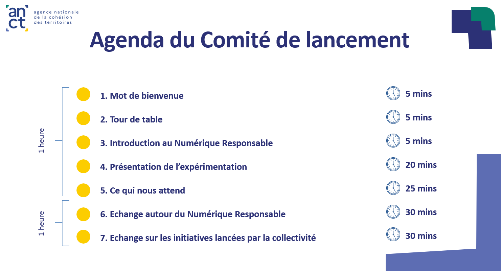 anct
agence nationale
de la cohésion
des territoires
Agenda du Comité de lancement
1 heure
1. Mot de bienvenue 5 mins
2. Tour de table 5 mins
3. Introduction au Numérique Responsable 5 mins
4. Présentation de l'expérimentation 20 mins
5. Ce qui nous attend 25 mins
1 heure
6. Echange autour du Numérique Responsable 30 mins
7. Echange sur les initiatives lancées par la collectivité 30 mins